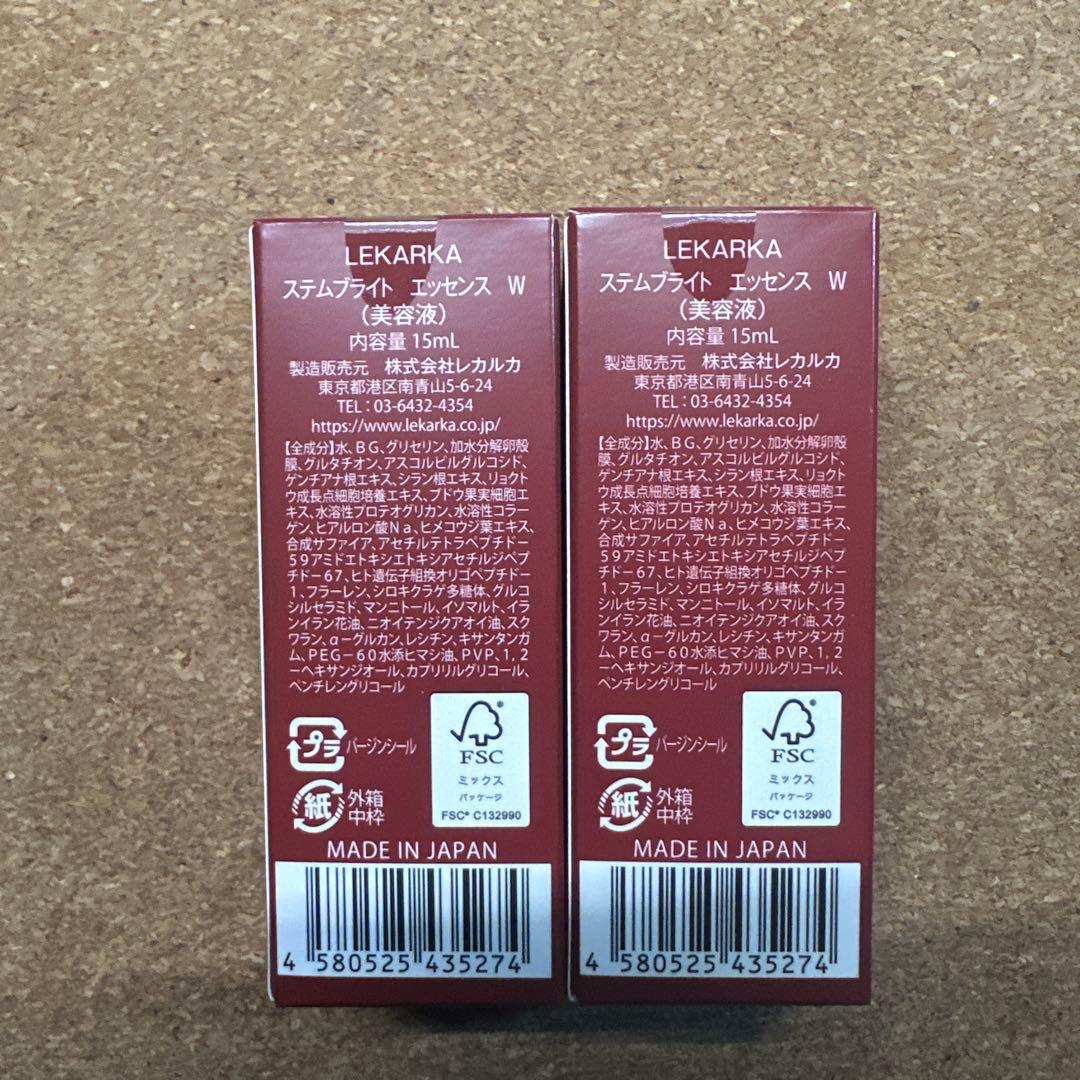 LEKARKA
ステムブライト エッセンス W
(美容液)
内容量 15mL
製造販売元 株式会社レカルカ
東京都港区南青山5-6-24
TEL：03-6432-4354
https://www.lekarka.co.jp/
【全成分】水、BG、グリセリン、加水分解卵殻
膜、グルタチオン、アスコルビルグルコシド、
ゲンチアナ根エキス、シラン根エキス、リョクト
ウ成長点細胞培養エキス、ブドウ果実細胞エ
キス、水溶性プロテオグリカン、水溶性コラー
ゲン、ヒアルロン酸Na、ヒメコウジ葉エキス、
合成サファイア、アセチルテトラペプチドー
59アミドエトキシエトキシアセチルジペプ
チドー67、ヒト遺伝子組換オリゴペプチドー
1、フラーレン、シロキクラゲ多糖体、グルコ
シルセラミド、マンニトール、イソマルト、イラ
ンイラン花油、ニオイテンジクアオイ油、スク
ワラン、α－グルカン、レシチン、キサンタンガ
ム、PEG－60水添ヒマシ油、PVP、1，2
－ヘキサンジオール、カプリリルグリコール、
ペンチレングリコール
プラ バージンシール
紙 外箱
中枠
FSC
ミックス
パッケージ
FSC® C132990
MADE IN JAPAN
4 580525 435274
LEKARKA
ステムブライト エッセンス W
(美容液)
内容量 15mL
製造販売元 株式会社レカルカ
東京都港区南青山5-6-24
TEL：03-6432-4354
https://www.lekarka.co.jp/
【全成分】水、BG、グリセリン、加水分解卵殻
膜、グルタチオン、アスコルビルグルコシド、
ゲンチアナ根エキス、シラン根エキス、リョクト
ウ成長点細胞培養エキス、ブドウ果実細胞エ
キス、水溶性プロテオグリカン、水溶性コラー
ゲン、ヒアルロン酸Na、ヒメコウジ葉エキス、
合成サファイア、アセチルテトラペプチドー
59アミドエトキシエトキシアセチルジペプ
チドー67、ヒト遺伝子組換オリゴペプチドー
1、フラーレン、シロキクラゲ多糖体、グルコ
シルセラミド、マンニトール、イソマルト、イラ
ンイラン花油、ニオイテンジクアオイ油、スク
ワラン、α－グルカン、レシチン、キサンタンガ
ム、PEG－60水添ヒマシ油、PVP、1，2
－ヘキサンジオール、カプリリルグリコール、
ペンチレングリコール
プラ バージンシール
紙 外箱
中枠
FSC
ミックス
パッケージ
FSC® C132990
MADE IN JAPAN
4 580525 435274